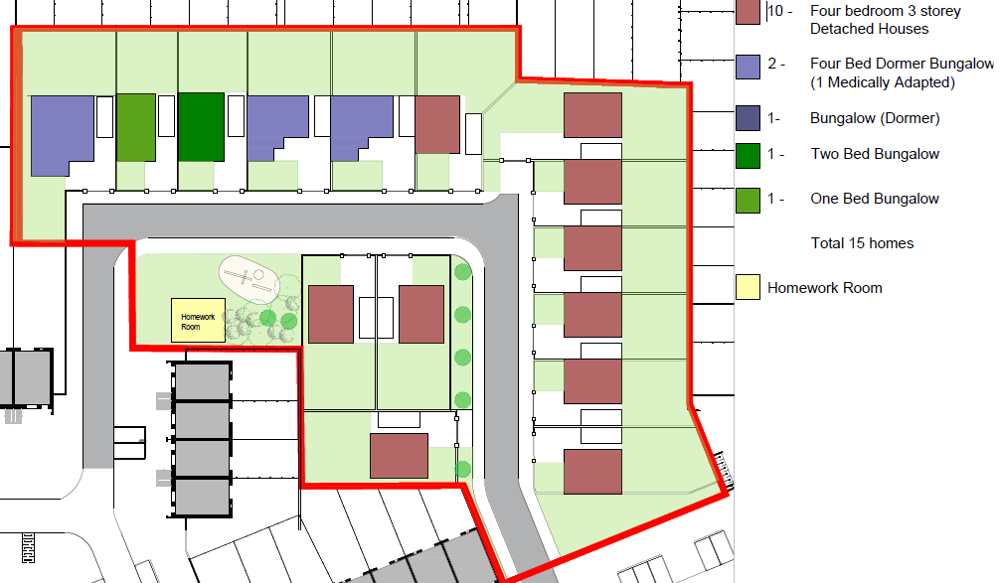 10 - Four bedroom 3 storey
Detached Houses
2 - Four Bed Dormer Bungalow
(1 Medically Adapted)
1- Bungalow (Dormer)
1 - Two Bed Bungalow
1 - One Bed Bungalow
Total 15 homes
Homework Room
Homework
Room